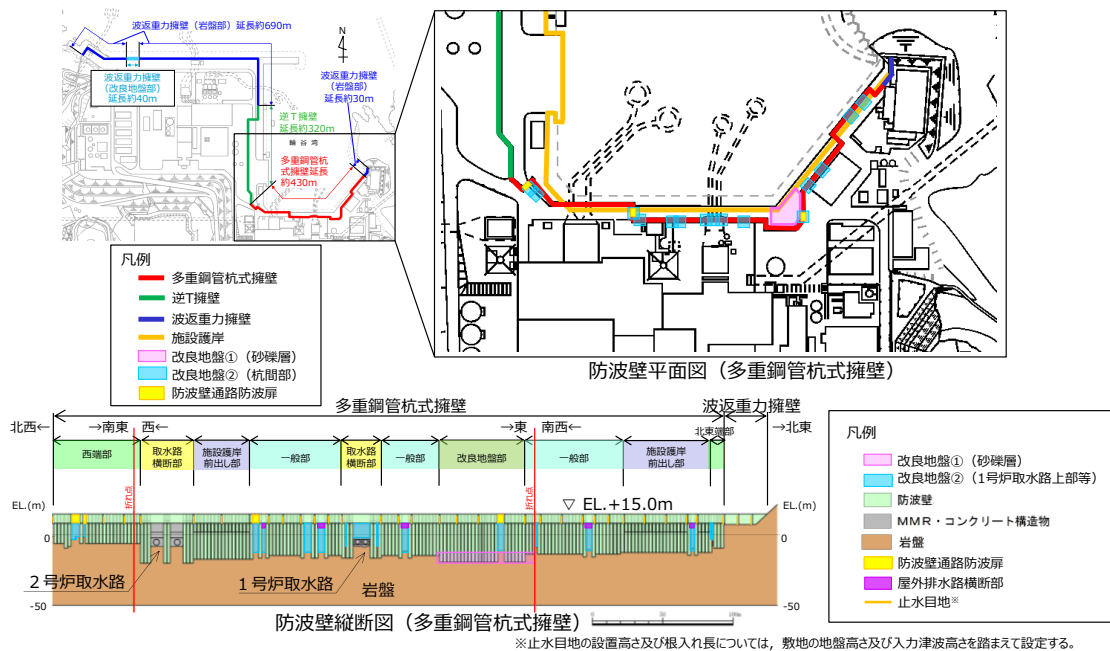 波返重力擁壁（岩盤部）延長約690m
N
波返重力擁壁
（改良地盤部）
延長約40m
波返重力擁壁
（岩盤部）
延長約30m
逆T擁壁
延長約320m
輪谷湾
多重鋼管杭
式擁壁延長
約430m
凡例
多重鋼管杭式擁壁
逆T擁壁
波返重力擁壁
施設護岸
改良地盤①（砂礫層）
改良地盤②（杭間部）
防波壁通路防波扉
防波壁平面図（多重鋼管杭式擁壁）
多重鋼管杭式擁壁
波返重力擁壁
北西←
→南東
西←
→東
南西←
→北東
西端部
取水路
横断部
施設護岸
前出し部
一般部
取水路
横断部
一般部
改良地盤部
一般部
施設護岸
前出し部
北東端部
折れ点
折れ点
EL.(m)
▽ EL.+15.0m
EL.(m)
0
0
２号炉取水路
１号炉取水路
岩盤
-50
-50
防波壁縦断図（多重鋼管杭式擁壁）
0
100m
凡例
改良地盤①（砂礫層）
改良地盤②（1号炉取水路上部等）
防波壁
MMR・コンクリート構造物
岩盤
防波壁通路防波扉
屋外排水路横断部
止水目地※
※止水目地の設置高さ及び根入れ長については，敷地の地盤高さ及び入力津波高さを踏まえて設定する。